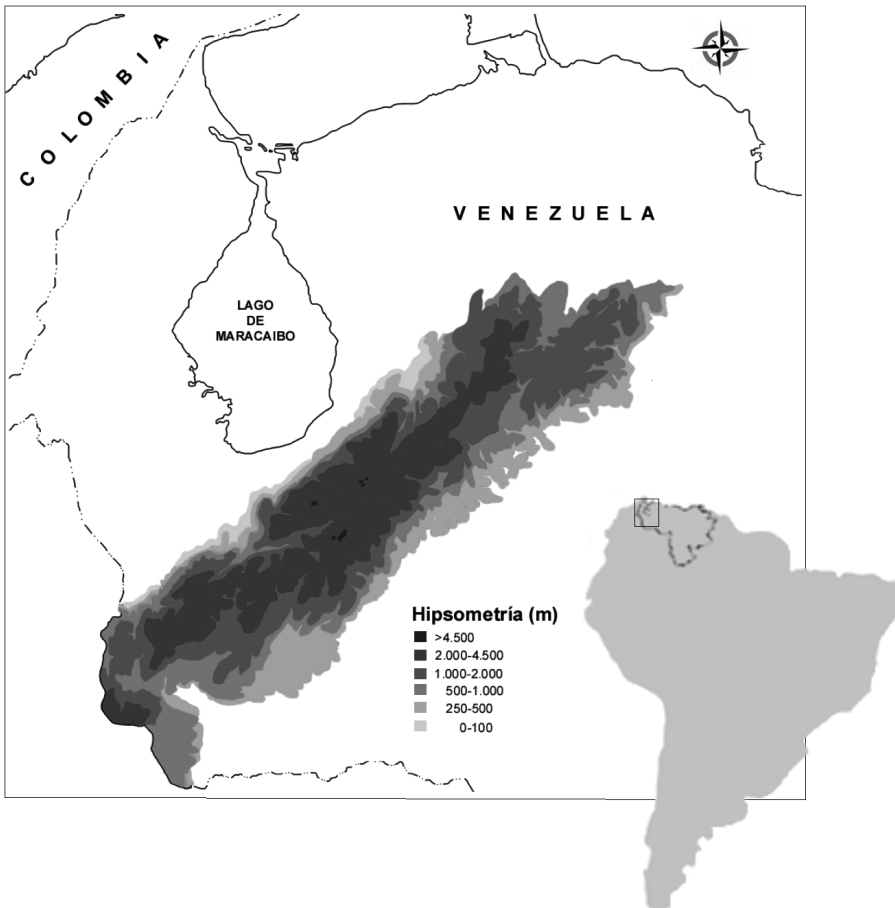 COLOMBIA
VENEZUELA
LAGO
DE
MARACAIBO
Hipsometría (m)
>4.500
2.000-4.500
1.000-2.000
500-1.000
250-500
0-100